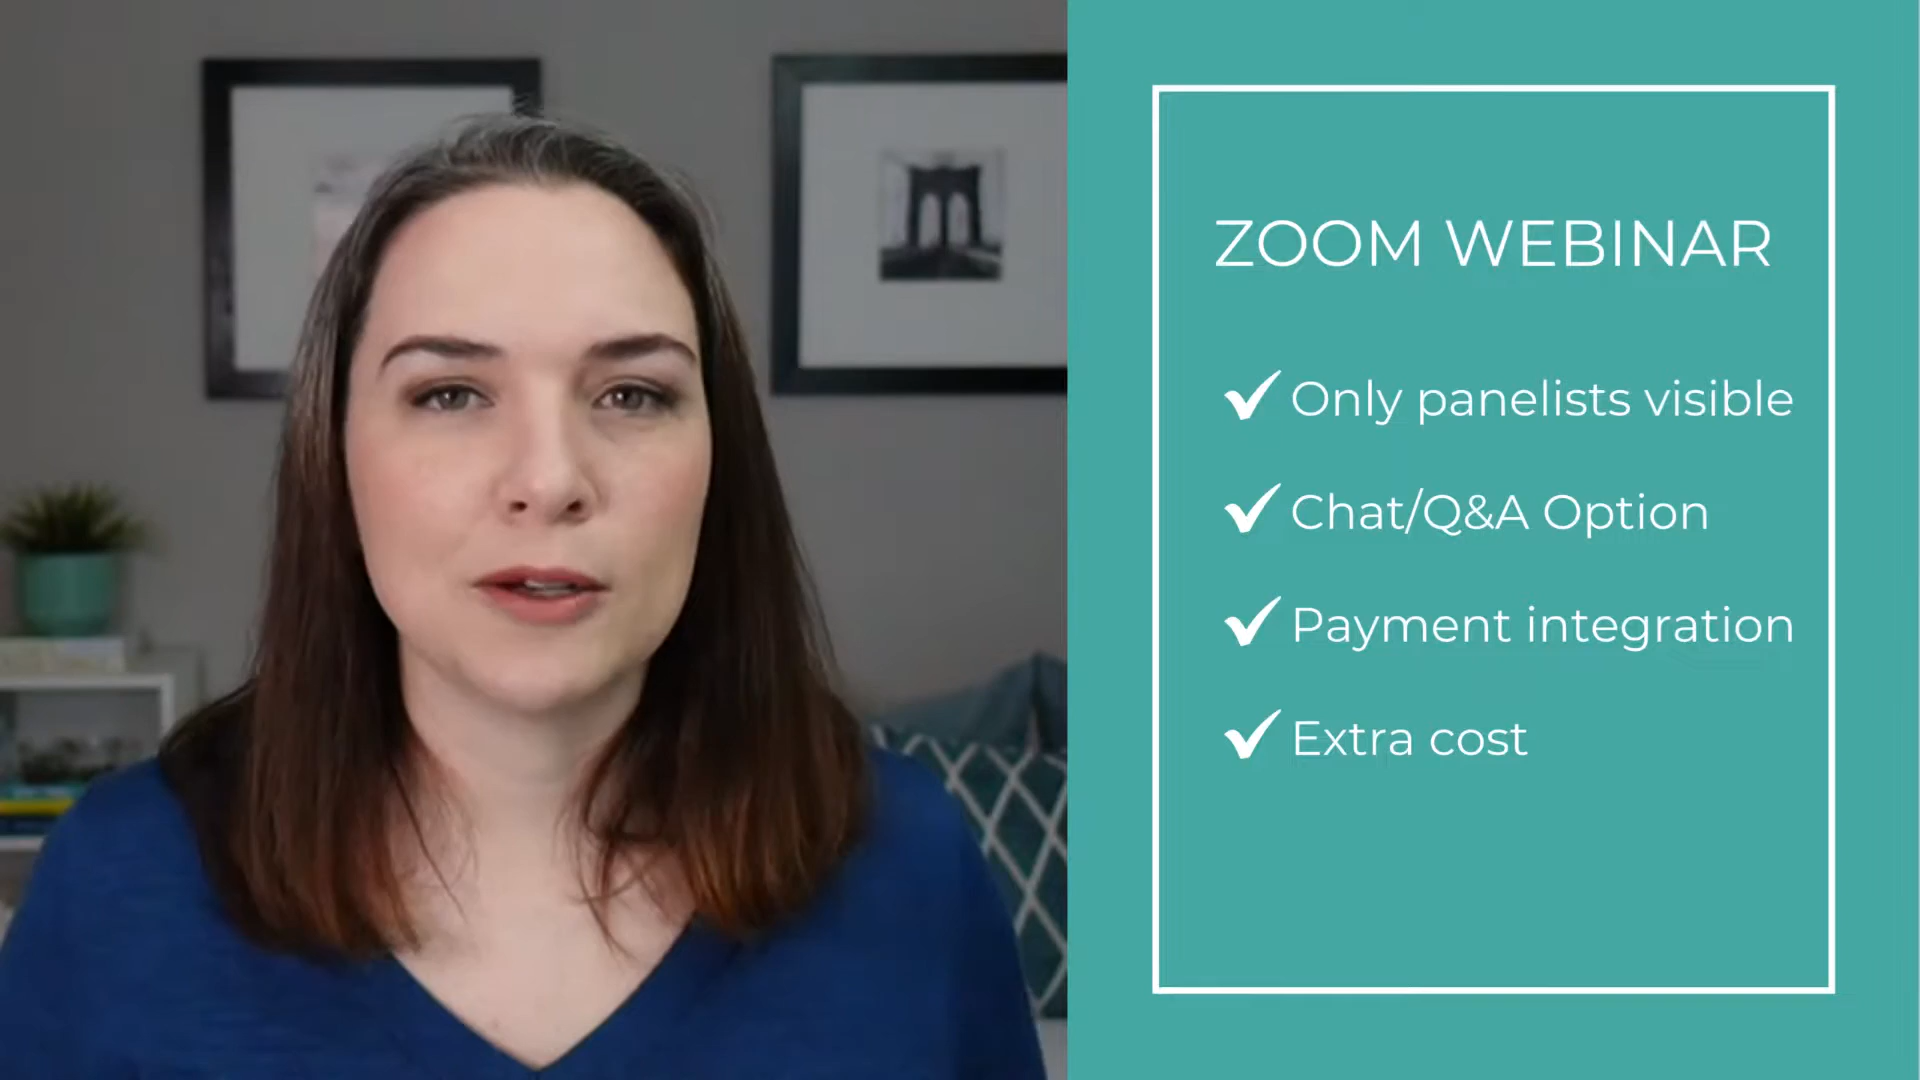 ZOOM WEBINAR
Only panelists visible
Chat/Q&A Option
Payment integration
Extra cost